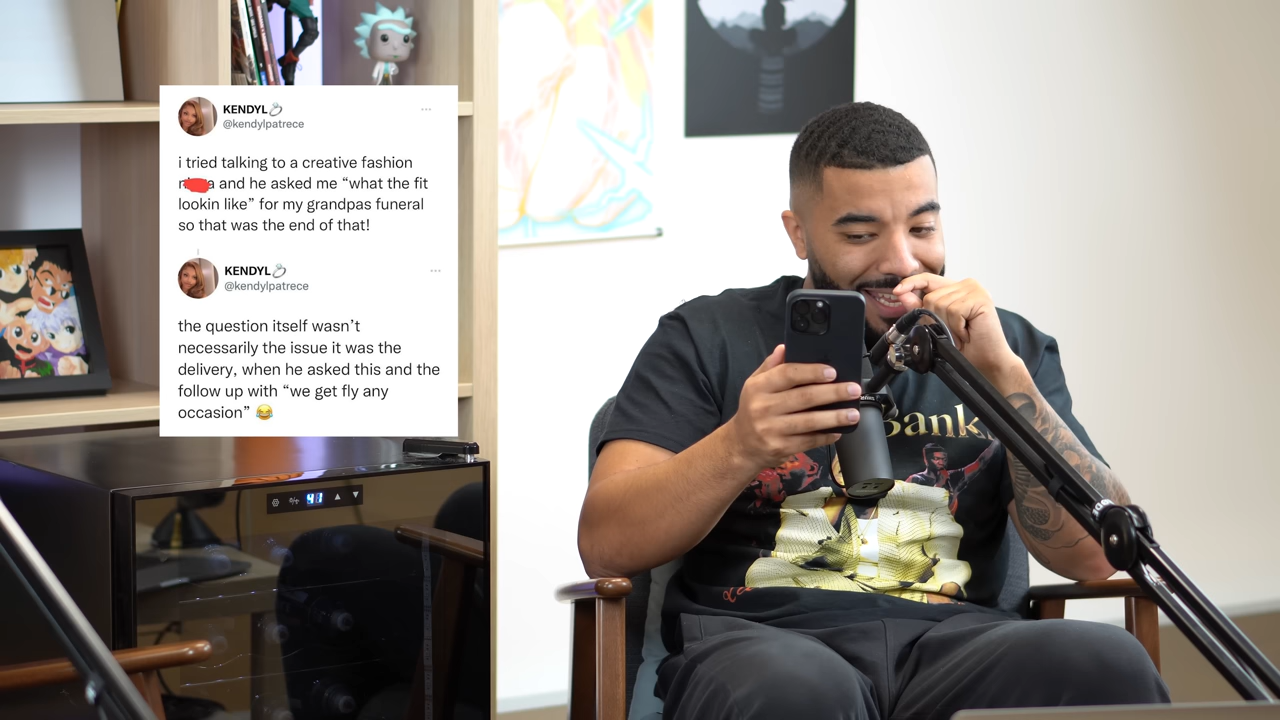 KENDYL💍
@kendylpatrece
i tried talking to a creative fashion
and he asked me “what the fit
lookin like” for my grandpas funeral
so that was the end of that!
KENDYL💍
@kendylpatrece
the question itself wasn’t
necessarily the issue it was the
delivery, when he asked this and the
follow up with “we get fly any
occasion” 😂
41
Bank